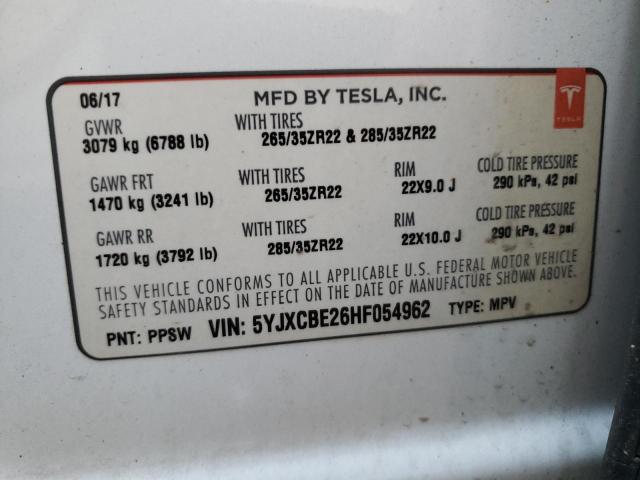 06/17 MFD BY TESLA, INC.
TESLA
GVWR WITH TIRES
3079 kg (6788 lb) 265/35ZR22 & 285/35ZR22
GAWR FRT WITH TIRES RIM COLD TIRE PRESSURE
1470 kg (3241 lb) 265/35ZR22 22X9.0 J 290 kPa, 42 psi
GAWR RR WITH TIRES RIM COLD TIRE PRESSURE
1720 kg (3792 lb) 285/35ZR22 22X10.0 J 290 kPa, 42 psi
THIS VEHICLE CONFORMS TO ALL APPLICABLE U.S. FEDERAL MOTOR VEHICLE
SAFETY STANDARDS IN EFFECT ON THE DATE OF MANUFACTURE SHOWN ABOVE.
PNT: PPSW VIN: 5YJXCBE26HF054962 TYPE: MPV